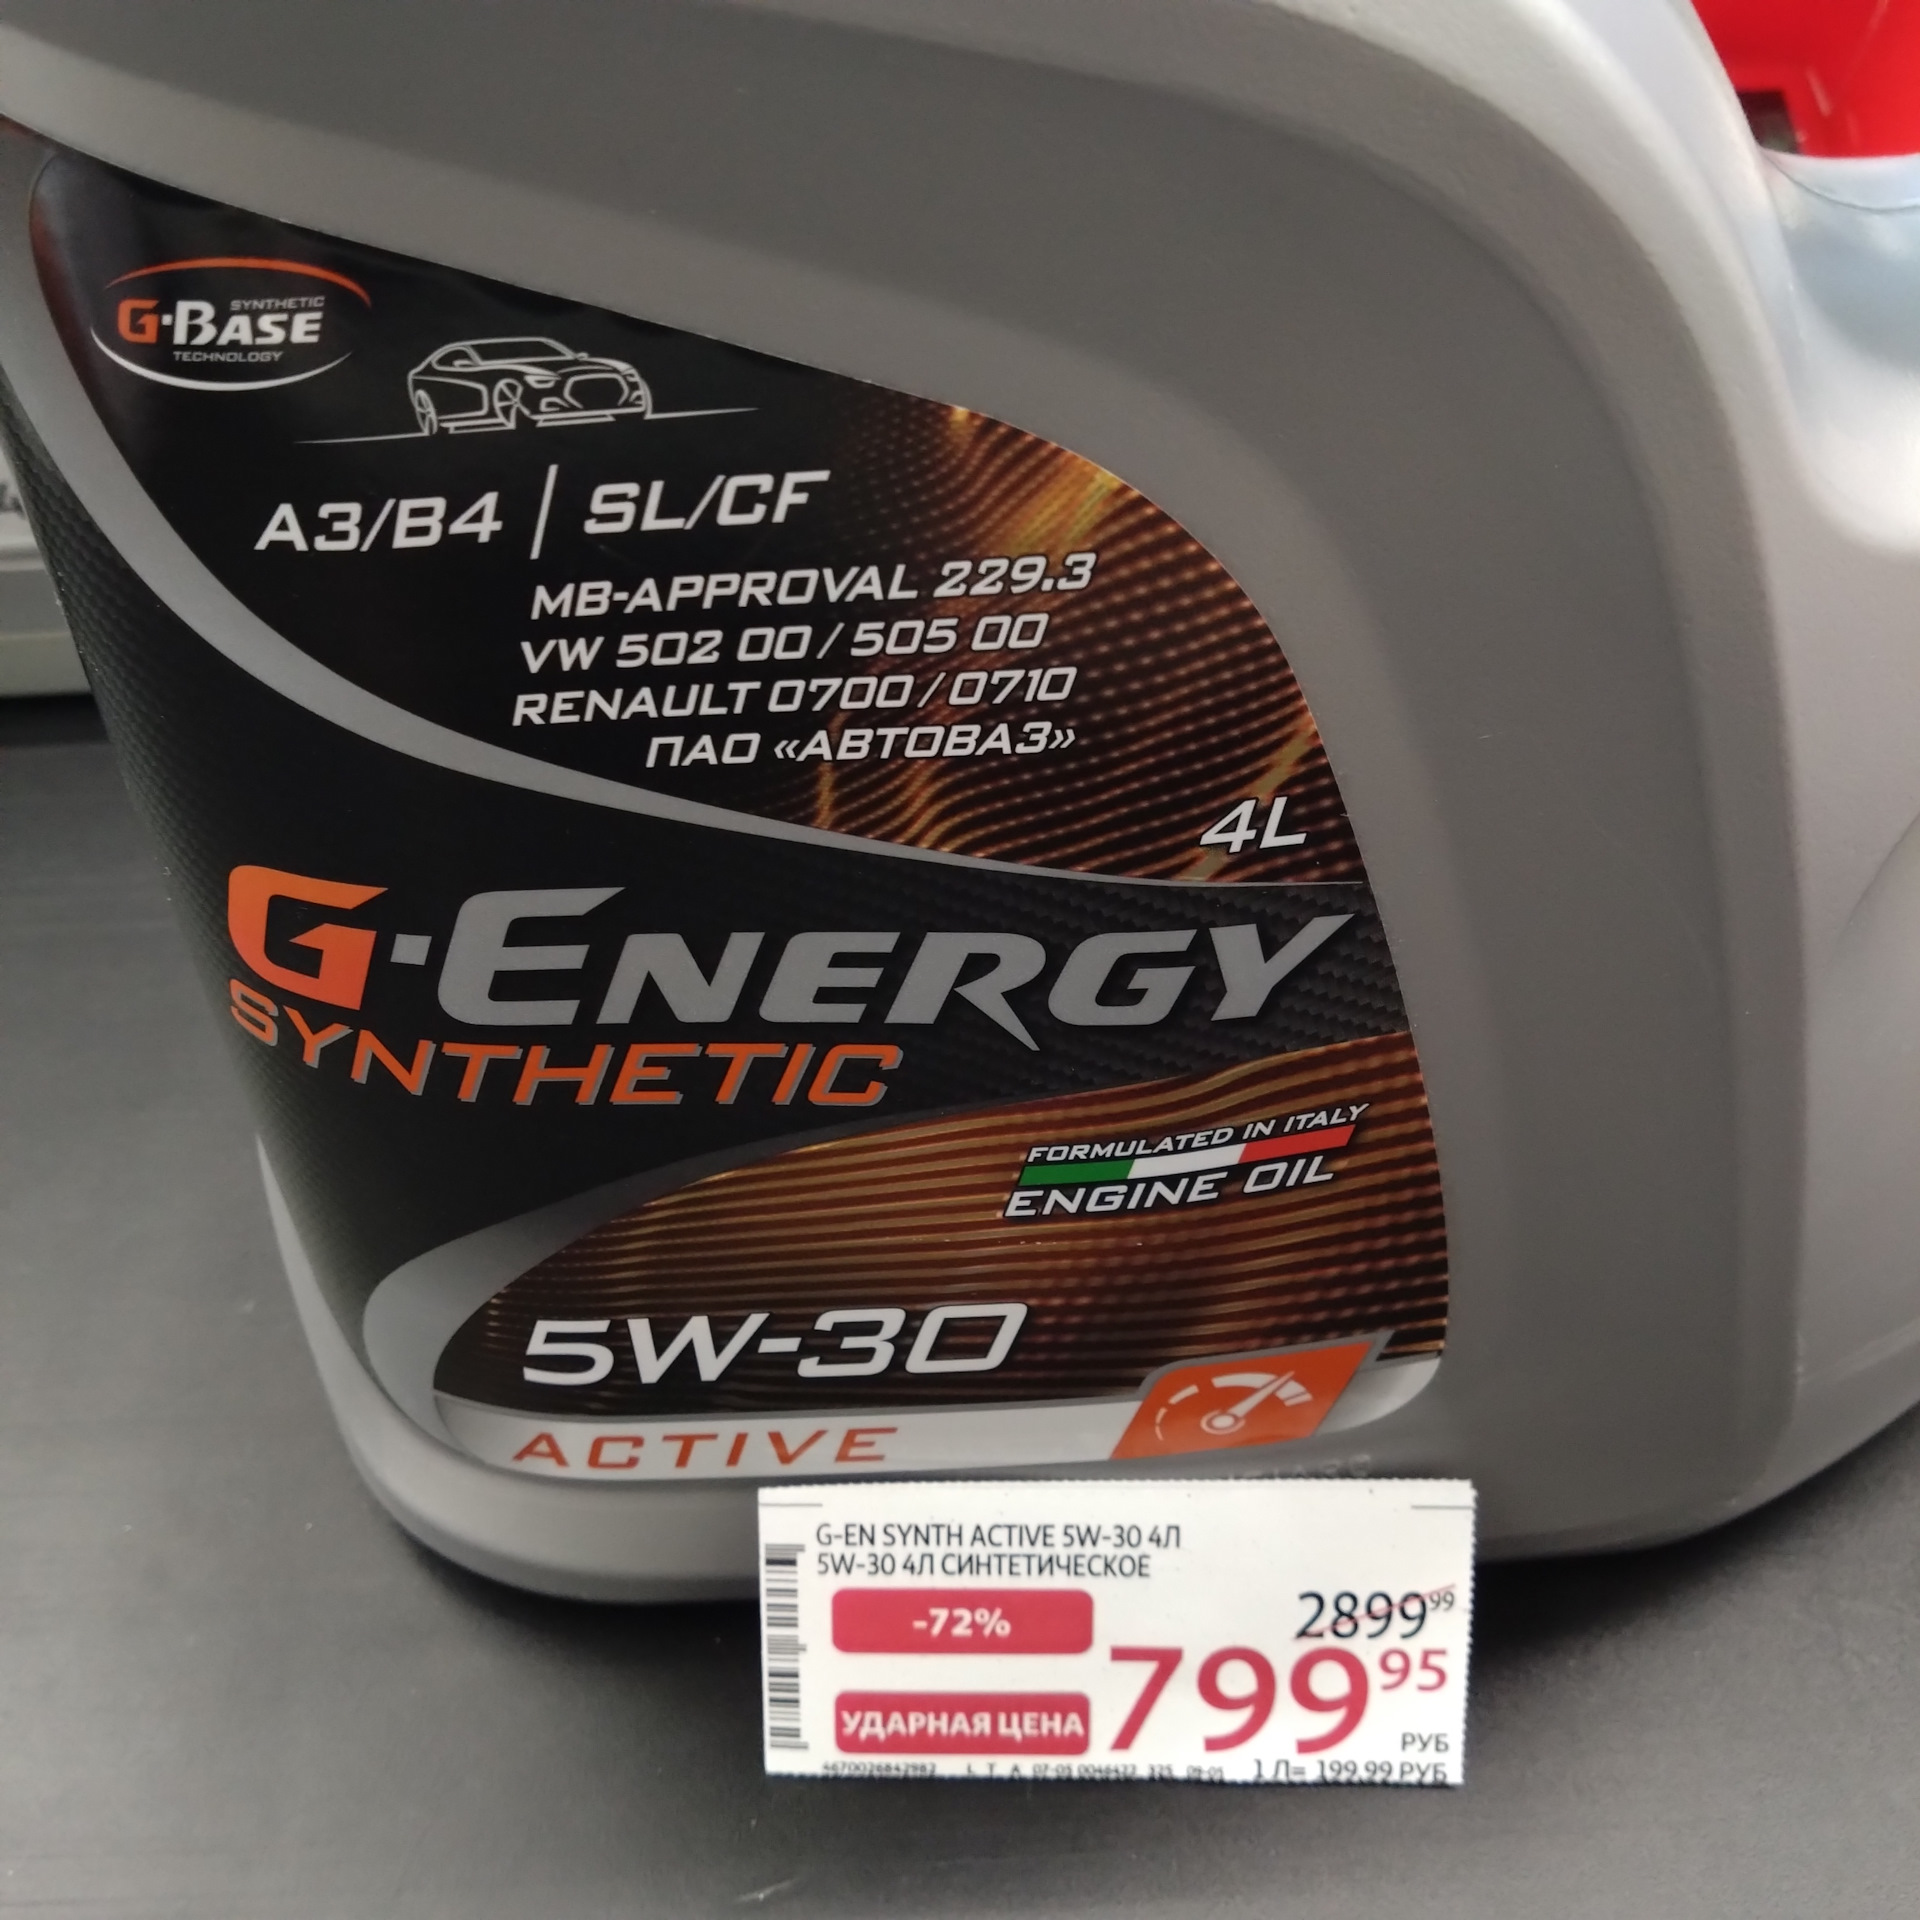 G-BASE
SYNTHETIC
TECHNOLOGY
A3/B4 | SL/CF
MB-APPROVAL 229.3
VW 502 00 / 505 00
RENAULT 0700 / 0710
ПАО «АВТОВАЗ»
4L
G-ENERGY
SYNTHETIC
FORMULATED IN ITALY
ENGINE OIL
5W-30
ACTIVE
G-EN SYNTH ACTIVE 5W-30 4Л
5W-30 4Л СИНТЕТИЧЕСКОЕ
-72%
2899 99
УДАРНАЯ ЦЕНА
799 95
РУБ
L T A
1 Л= 199,99 РУБ